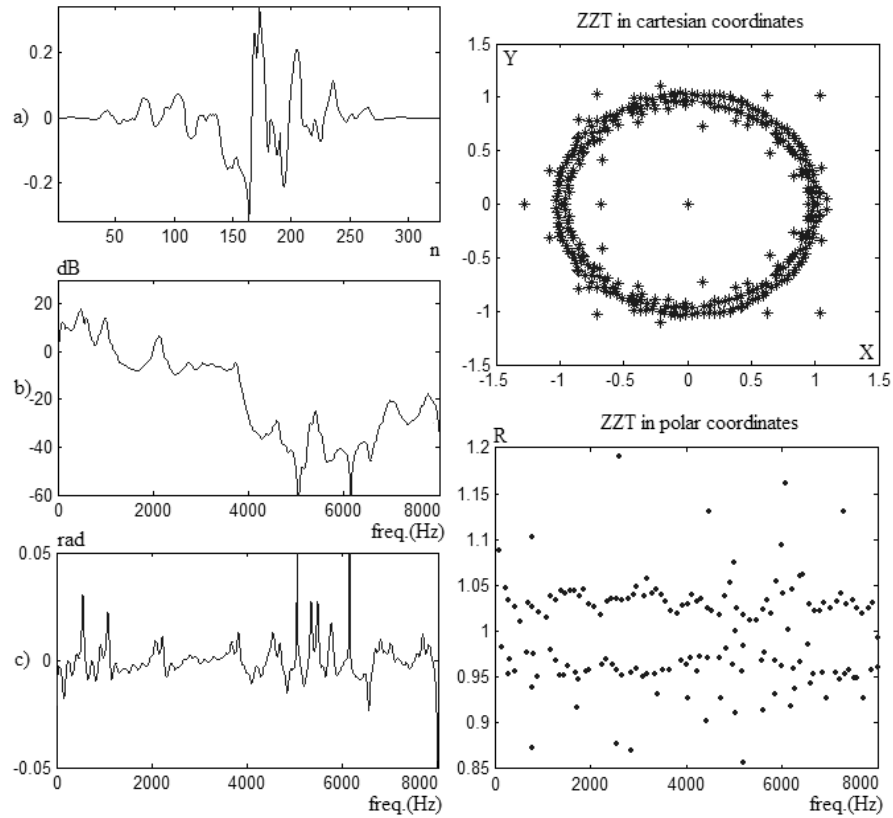 0.2
0
-0.2
a)
50 100 150 200 250 300
n
dB
20
0
-20
-40
-60
b)
0 2000 4000 6000 8000
freq.(Hz)
rad
0.05
0
-0.05
c)
0 2000 4000 6000 8000
freq.(Hz)
ZZT in cartesian coordinates
Y
1.5
1
0.5
0
-0.5
-1
-1.5
X
-1.5 -1 -0.5 0 0.5 1 1.5
ZZT in polar coordinates
R
1.2
1.15
1.1
1.05
1
0.95
0.9
0.85
0 2000 4000 6000 8000
freq.(Hz)